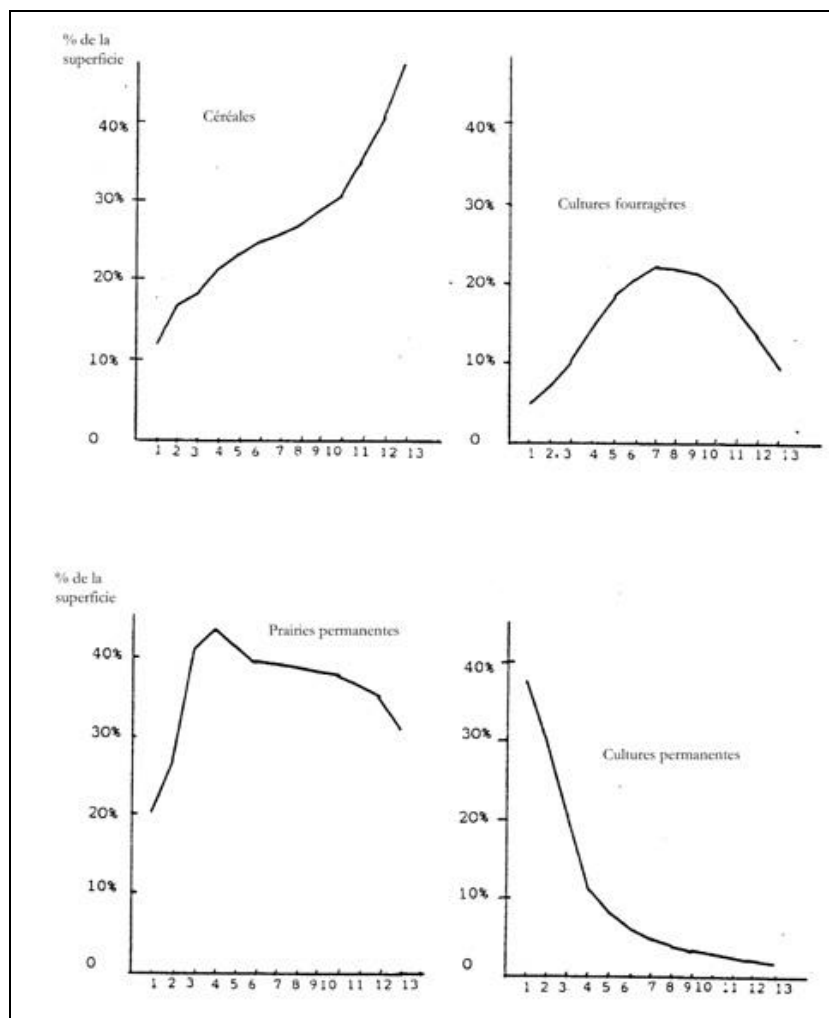 % de la
superficie
40%
Céréales
30%
20%
10%
0
1 2 3 4 5 6 7 8 9 10 11 12 13
40%
30%
Cultures fourragères
20%
10%
0
1 2. 3 4 5 6 7 8 9 10 11 12 13
% de la
superficie
Prairies permanentes
40%
30%
20%
10%
0
1 2 3 4 5 6 7 8 9 10 11 12 13
40%
Cultures permanentes
30%
20%
10%
0
1 2 3 4 5 6 7 8 9 10 11 12 13